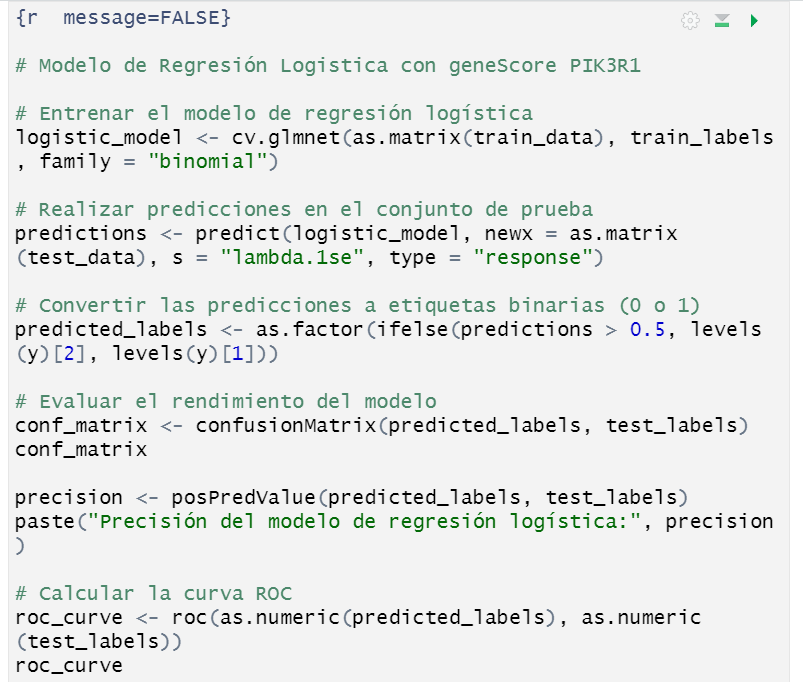 {r  message=FALSE}
# Modelo de Regresión Logistica con geneScore PIK3R1
# Entrenar el modelo de regresión logística
logistic_model <- cv.glmnet(as.matrix(train_data), train_labels
, family = "binomial")
# Realizar predicciones en el conjunto de prueba
predictions <- predict(logistic_model, newx = as.matrix
(test_data), s = "lambda.1se", type = "response")
# Convertir las predicciones a etiquetas binarias (0 o 1)
predicted_labels <- as.factor(ifelse(predictions > 0.5, levels
(y)[2], levels(y)[1]))
# Evaluar el rendimiento del modelo
conf_matrix <- confusionMatrix(predicted_labels, test_labels)
conf_matrix
precision <- posPredValue(predicted_labels, test_labels)
paste("Precisión del modelo de regresión logística:", precision
)
# Calcular la curva ROC
roc_curve <- roc(as.numeric(predicted_labels), as.numeric
(test_labels))
roc_curve